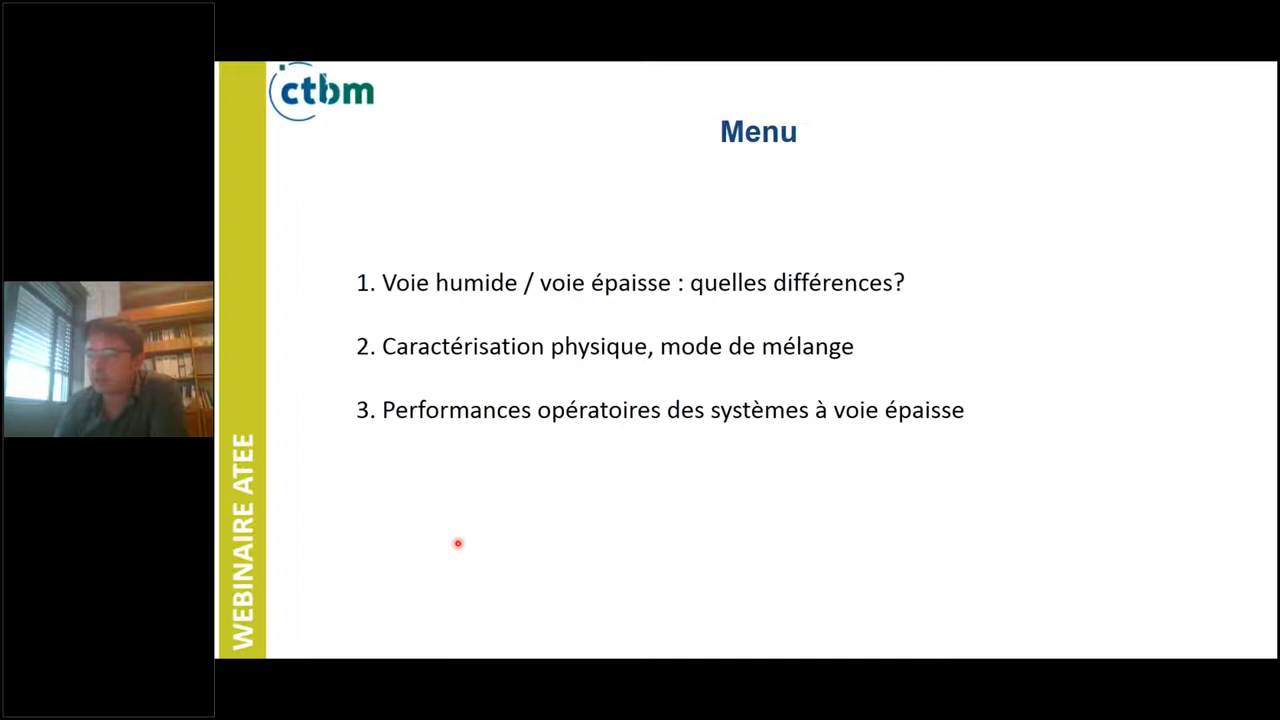 ctbm
Menu
1. Voie humide / voie épaisse : quelles différences?
2. Caractérisation physique, mode de mélange
3. Performances opératoires des systèmes à voie épaisse
WEBINAIRE ATEE